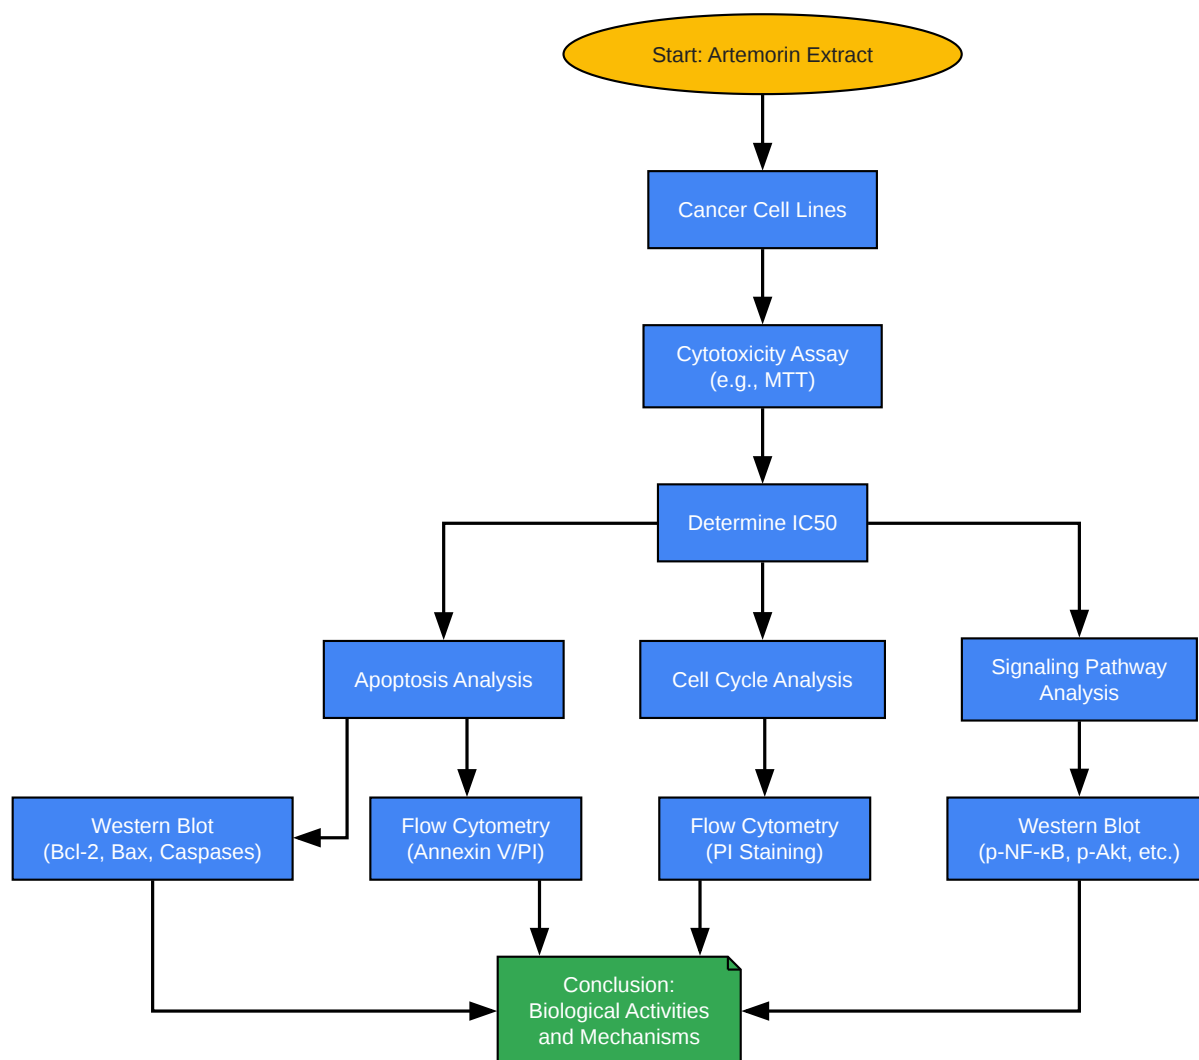 Start: Artemorin Extract
Cancer Cell Lines
Cytotoxicity Assay
(e.g., MTT)
Determine IC50
Apoptosis Analysis
Cell Cycle Analysis
Signaling Pathway
Analysis
Western Blot
(Bcl-2, Bax, Caspases)
Flow Cytometry
(Annexin V/PI)
Flow Cytometry
(PI Staining)
Western Blot
(p-NF-κB, p-Akt, etc.)
Conclusion:
Biological Activities
and Mechanisms